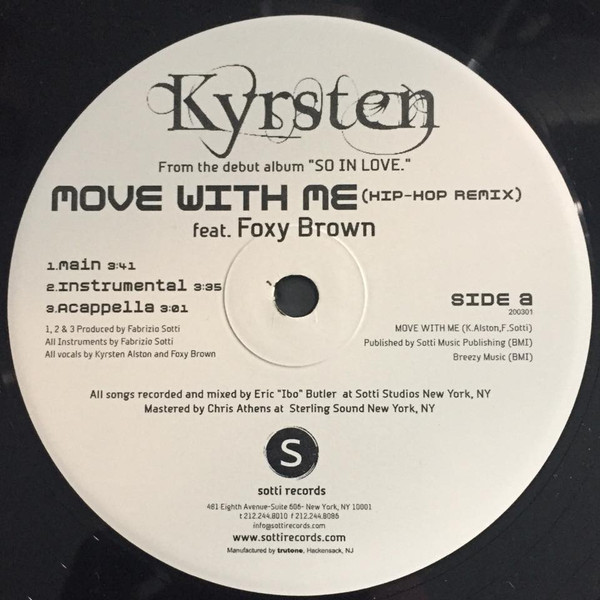 Kyrsten
From the debut album "SO IN LOVE."
MOVE WITH ME (HIP-HOP REMIX)
feat. Foxy Brown
1.main 3:41
2.Instrumental 3:35
3.Acappella 3:01
1, 2 & 3 Produced by Fabrizio Sotti
All Instruments by Fabrizio Sotti
All vocals by Kyrsten Alston and Foxy Brown
SIDE a
200301
MOVE WITH ME (K.Alston,F.Sotti)
Published by Sotti Music Publishing (BMI)
Breezy Music (BMI)
All songs recorded and mixed by Eric "Ibo" Butler at Sotti Studios New York, NY
Mastered by Chris Athens at Sterling Sound New York, NY
S
sotti records
461 Eighth Avenue-Suite 505- New York, NY 10001
t 212.244.8010 f 212.244.9085
info@sottirecords.com
www.sottirecords.com
Manufactured by trutone, Hackensack, NJ